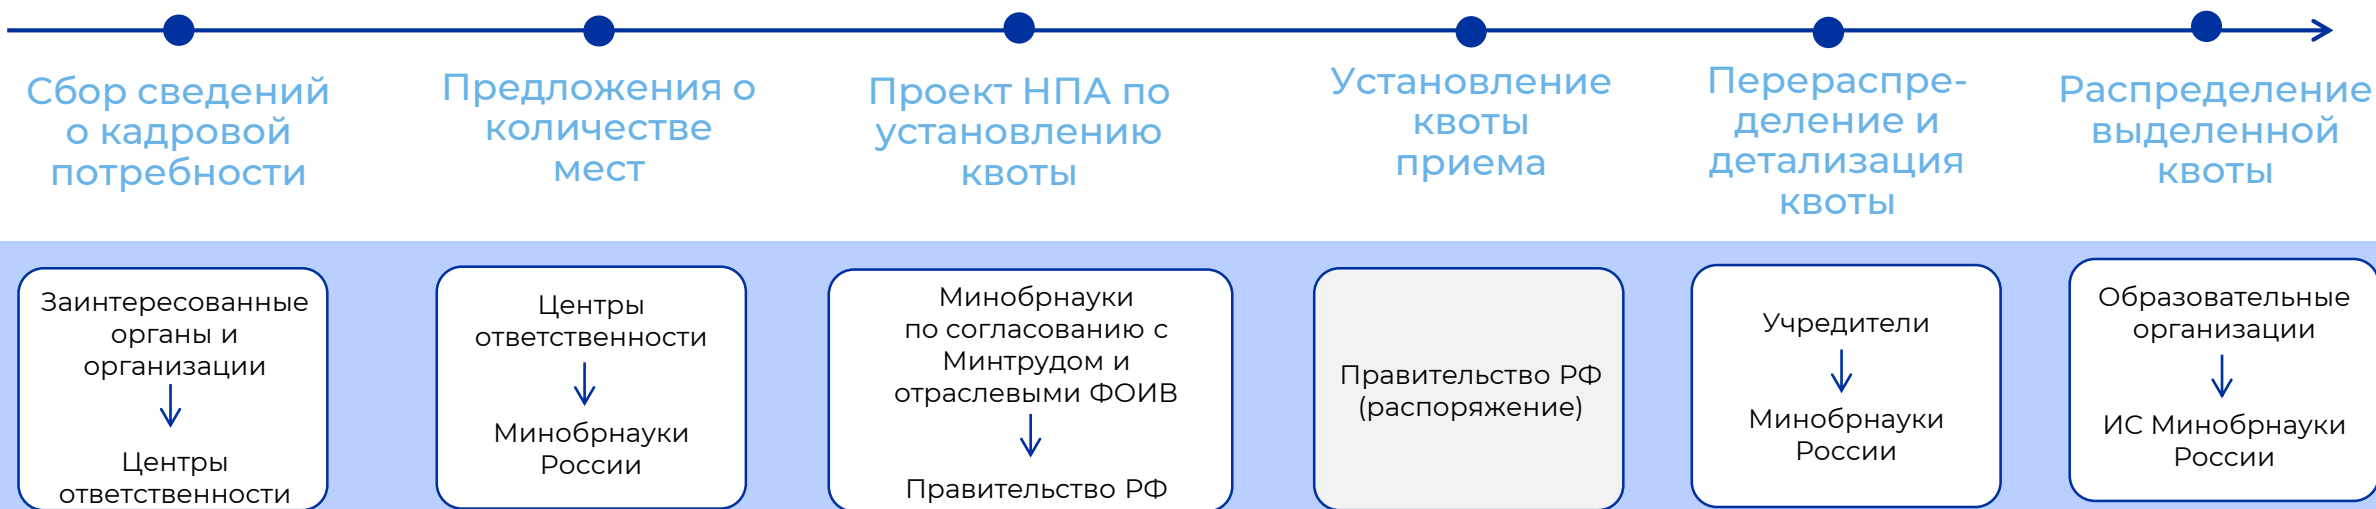 Сбор сведений
о кадровой
потребности
Предложения о
количестве
мест
Проект НПА по
установлению
квоты
Установление
квоты
приема
Перераспре-
деление и
детализация
квоты
Распределение
выделенной
квоты
Заинтересованные
органы и
организации
Центры
ответственности
Центры
ответственности
Минобрнауки
России
Минобрнауки
по согласованию с
Минтрудом и
отраслевыми ФОИВ
Правительство РФ
Правительство РФ
(распоряжение)
Учредители
Минобрнауки
России
Образовательные
организации
ИС Минобрнауки
России